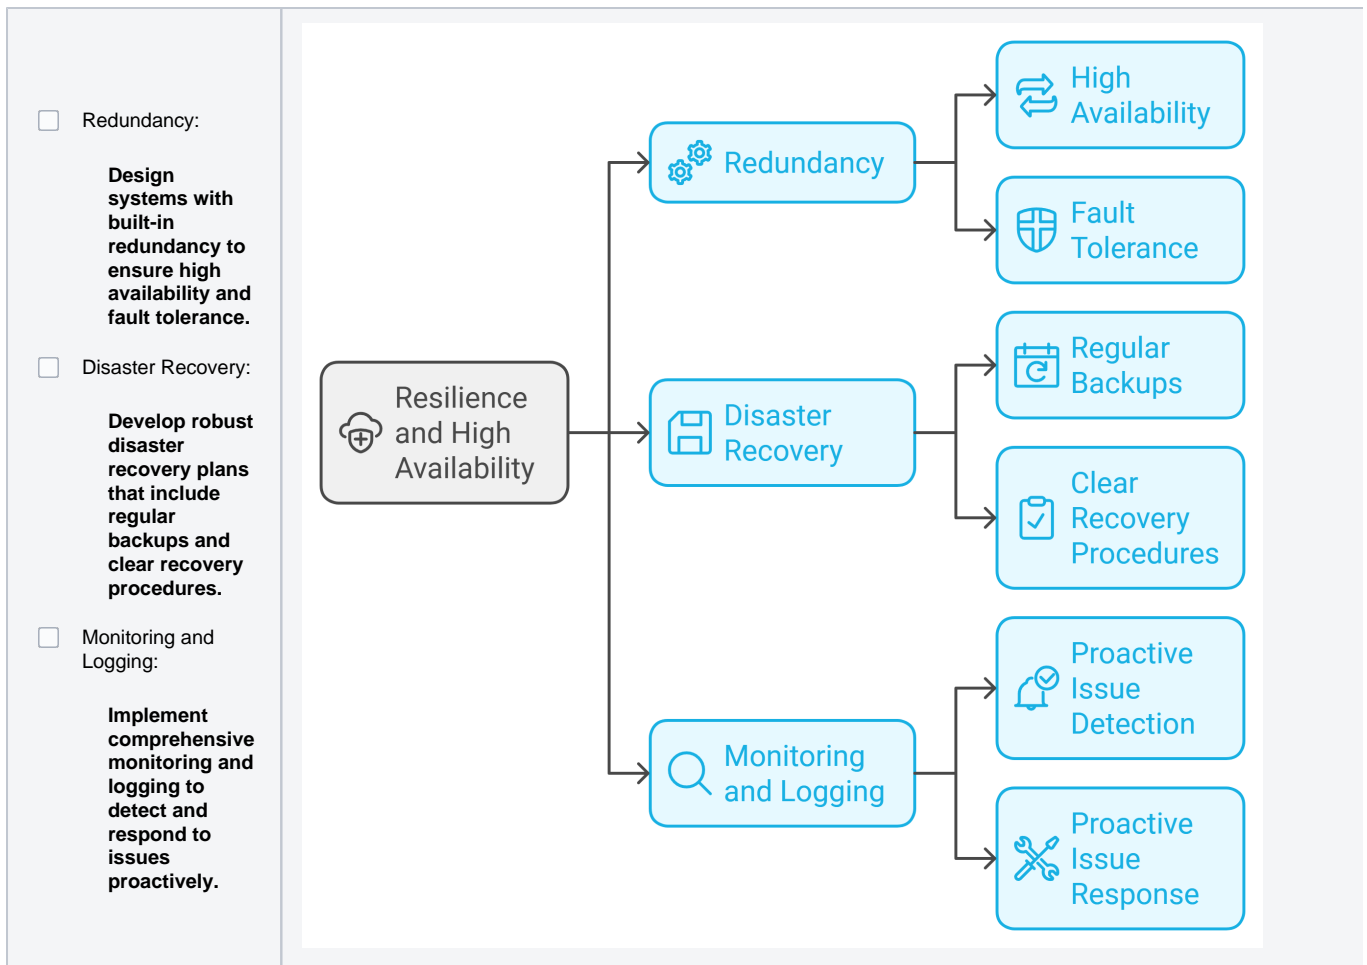 Redundancy:
Design
systems with
built-in
redundancy to
ensure high
availability and
fault tolerance.
Disaster Recovery:
Develop robust
disaster
recovery plans
that include
regular
backups and
clear recovery
procedures.
Monitoring and
Logging:
Implement
comprehensive
monitoring and
logging to
detect and
respond to
issues
proactively.
Resilience
and High
Availability
Redundancy
High
Availability
Fault
Tolerance
Disaster
Recovery
Regular
Backups
Clear
Recovery
Procedures
Monitoring
and Logging
Proactive
Issue
Detection
Proactive
Issue
Response